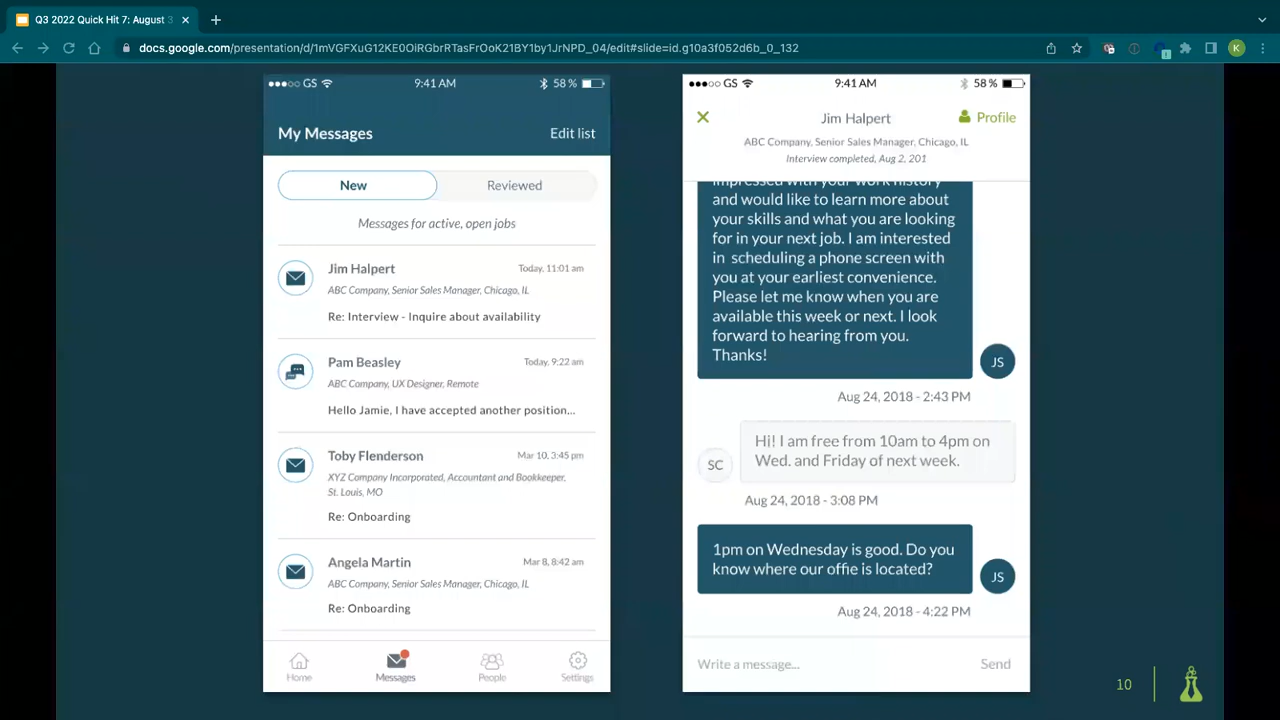 Q3 2022 Quick Hit 7: August 3
docs.google.com/presentation/d/1mVGFXuG12KE0OiRGbrRTasFrOoK21BY1by1JrNPD_04/edit#slide=id.g10a3f052d6b_0_132
K
GS 9:41 AM 58 %
My Messages Edit list
New Reviewed
Messages for active, open jobs
Jim Halpert Today, 11:01 am
ABC Company, Senior Sales Manager, Chicago, IL
Re: Interview - Inquire about availability
Pam Beasley Today, 9:22 am
ABC Company, UX Designer, Remote
Hello Jamie, I have accepted another position...
Toby Flenderson Mar 10, 3:45 pm
XYZ Company Incorporated, Accountant and Bookkeeper,
St. Louis, MO
Re: Onboarding
Angela Martin Mar 8, 8:42 am
ABC Company, Senior Sales Manager, Chicago, IL
Re: Onboarding
Home Messages People Settings
GS 9:41 AM 58 %
Jim Halpert Profile
ABC Company, Senior Sales Manager, Chicago, IL
Interview completed, Aug 2, 201
impressed with your work history
and would like to learn more about
your skills and what you are looking
for in your next job. I am interested
in scheduling a phone screen with
you at your earliest convenience.
Please let me know when you are
available this week or next. I look
forward to hearing from you.
Thanks!
JS
Aug 24, 2018 - 2:43 PM
Hi! I am free from 10am to 4pm on
Wed. and Friday of next week.
SC
Aug 24, 2018 - 3:08 PM
1pm on Wednesday is good. Do you
know where our offie is located?
JS
Aug 24, 2018 - 4:22 PM
Write a message... Send
10